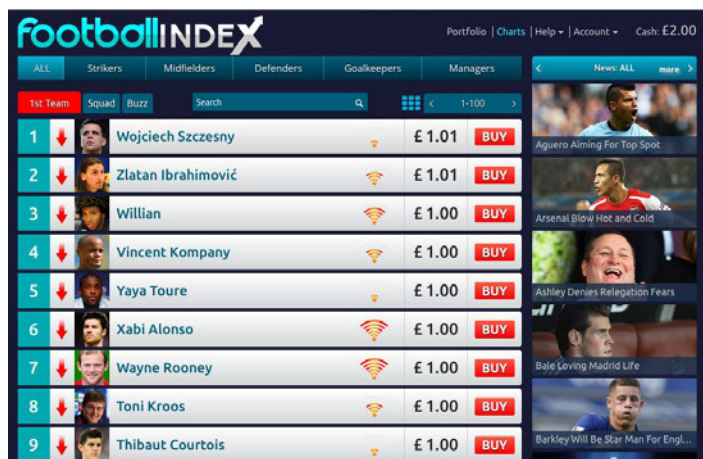 footballINDEX
Portfolio | Charts | Help | Account Cash: £2.00
ALL Strikers Midfielders Defenders Goalkeepers Managers
< News: ALL more >
1st Team Squad Buzz Search < 1-100 >
1 Wojciech Szczesny £1.01 BUY
2 Zlatan Ibrahimović £1.01 BUY
3 Willian £1.00 BUY
4 Vincent Kompany £1.00 BUY
5 Yaya Toure £1.00 BUY
6 Xabi Alonso £1.00 BUY
7 Wayne Rooney £1.00 BUY
8 Toni Kroos £1.00 BUY
9 Thibaut Courtois £1.00 BUY
Aguero Aiming For Top Spot
Arsenal Blow Hot and Cold
Ashley Denies Relegation Fears
Bale Loving Madrid Life
Barkley Will Be Star Man For Engl...